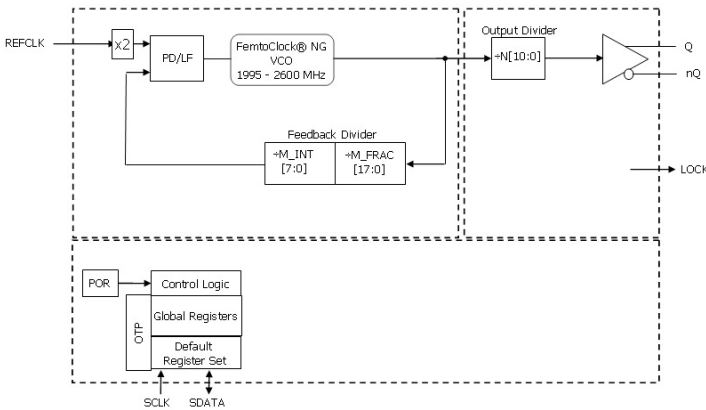 REFCLK
x2
PD/LF
FemtoClock® NG
VCO
1995 - 2600 MHz
Output Divider
÷N[10:0]
Q
nQ
Feedback Divider
÷M_INT
[7:0]
÷M_FRAC
[17:0]
LOCK
POR
Control Logic
OTP
Global Registers
Default
Register Set
SCLK
SDATA